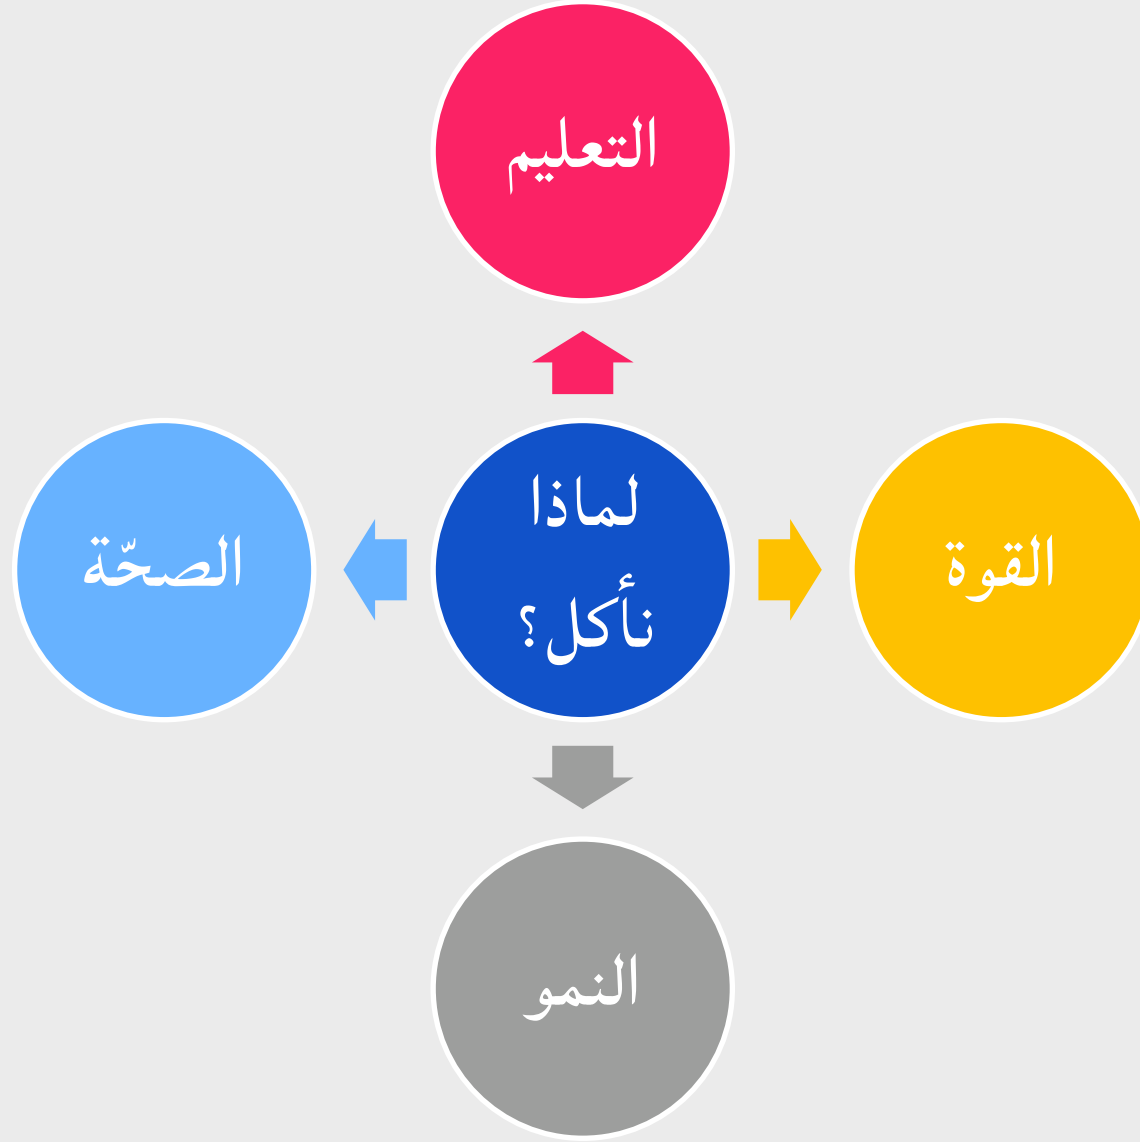 التعليم
القوة
لماذا
نأكل؟
الصحّة
النمو